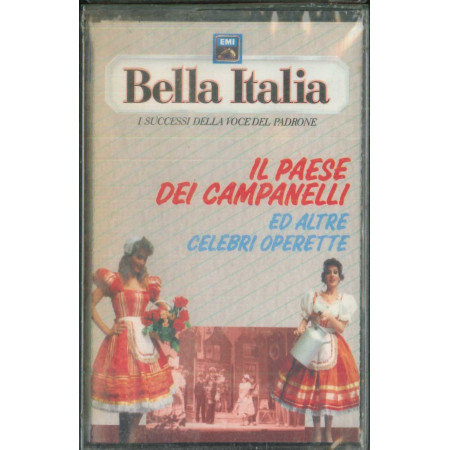 EMI
Bella Italia
I SUCCESSI DELLA VOCE DEL PADRONE
IL PAESE
DEI CAMPANELLI
ED ALTRE
CELEBRI OPERETTE